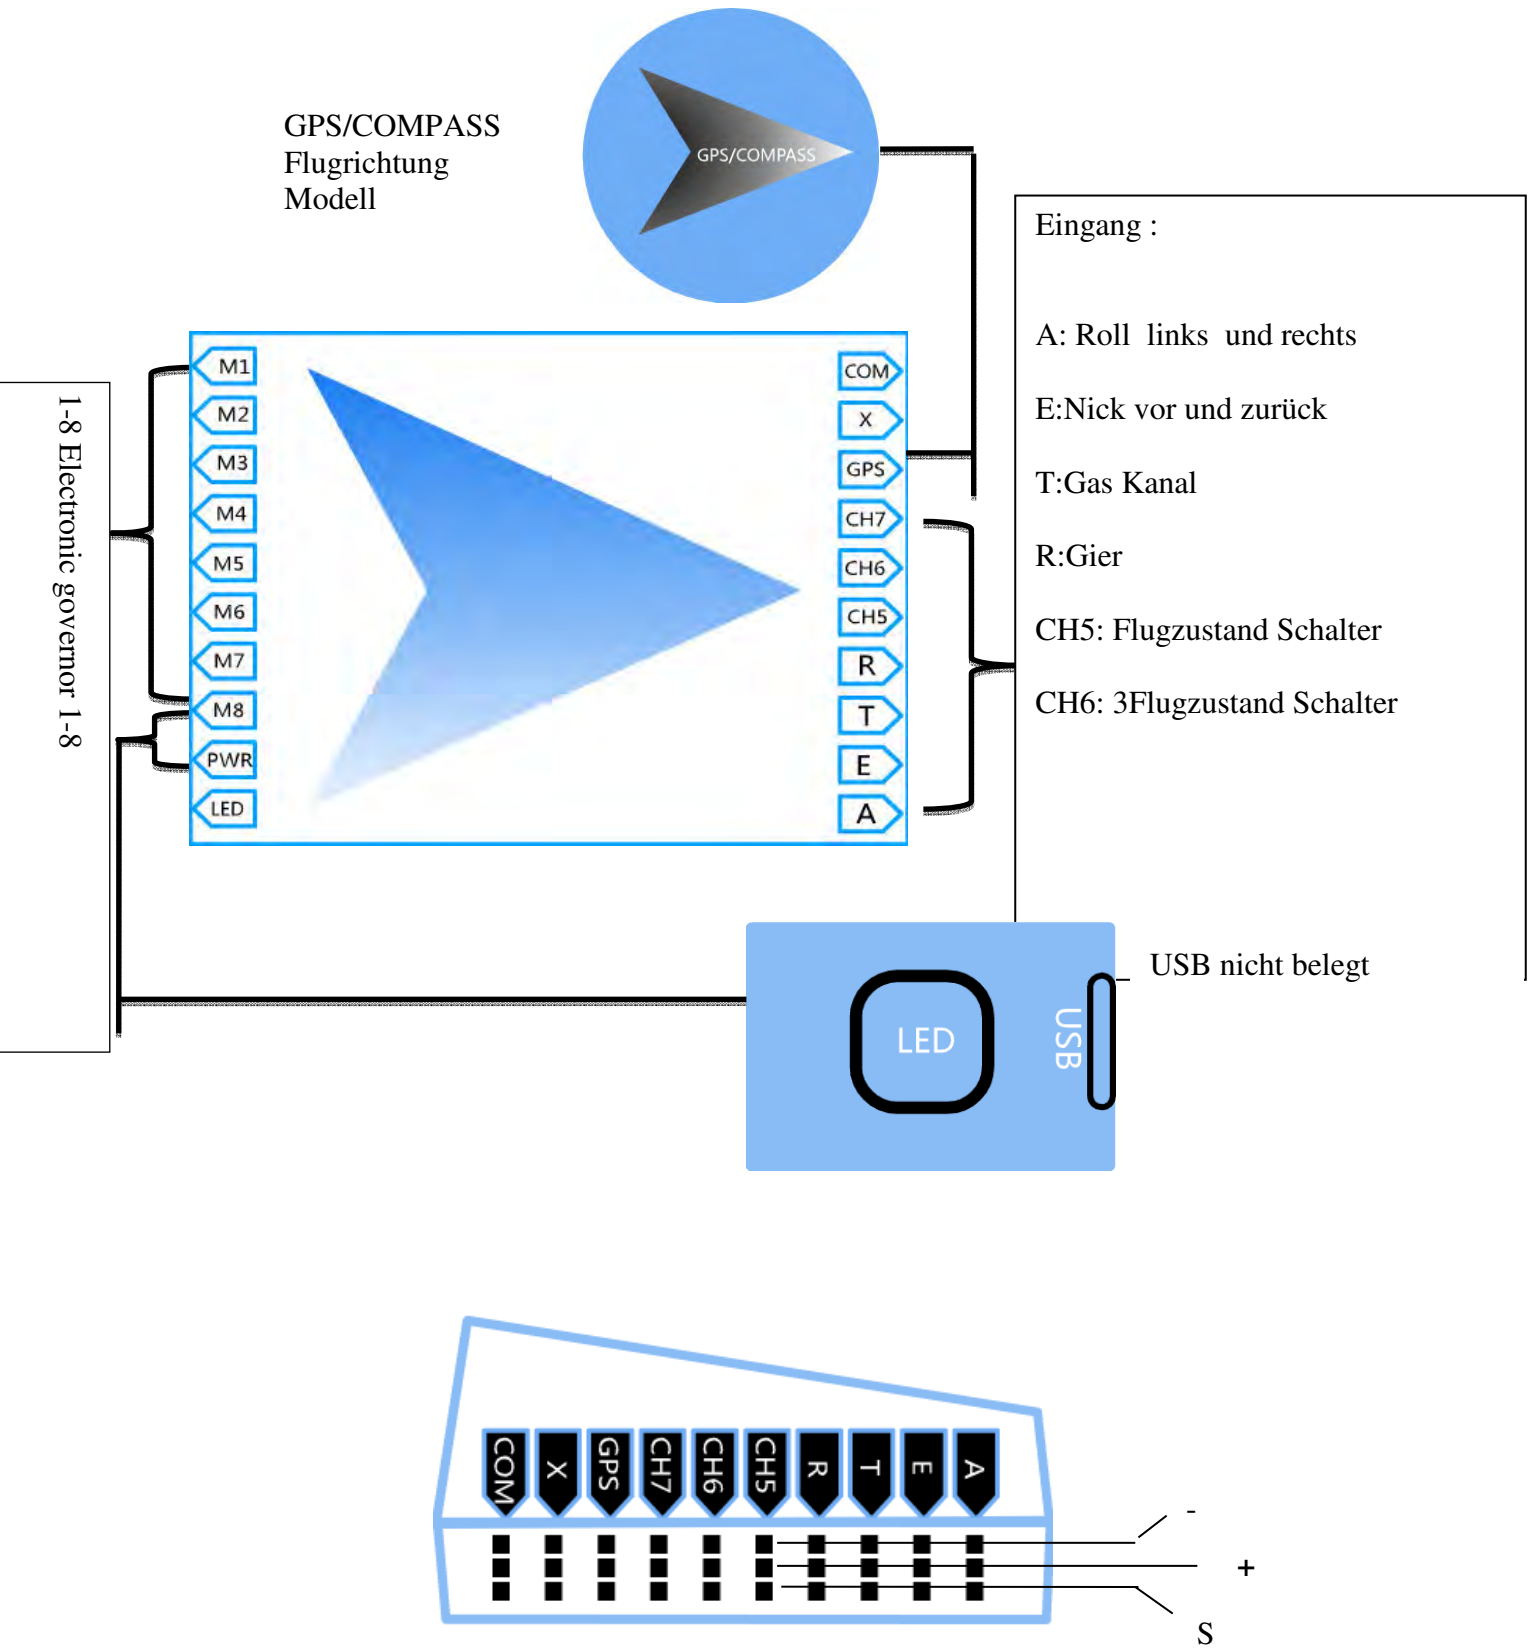 GPS/COMPASS
Flugrichtung
Modell
GPS/COMPASS
Eingang :
A: Roll links und rechts
E:Nick vor und zurück
T:Gas Kanal
R:Gier
CH5: Flugzustand Schalter
CH6: 3Flugzustand Schalter
1-8 Electronic governor 1-8
M1
M2
M3
M4
M5
M6
M7
M8
PWR
LED
COM
X
GPS
CH7
CH6
CH5
R
T
E
A
LED
USB
USB nicht belegt
COM X GPS CH7 CH6 CH5 R T E A
-
+
S